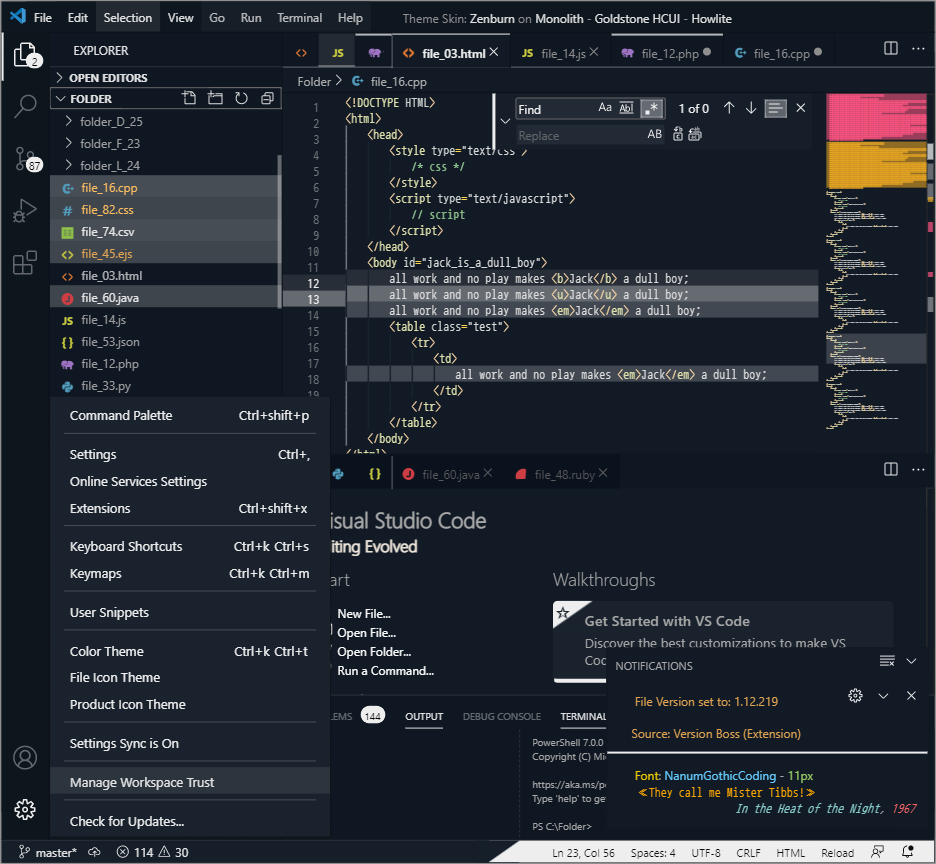 File Edit Selection View Go Run Terminal Help Theme Skin: Zenburn on Monolith - Goldstone HCUI - Howlite
2
87
EXPLORER
OPEN EDITORS
FOLDER
folder_D_25
folder_F_23
folder_L_24
file_16.cpp
# file_82.css
file_74.csv
<> file_45.ejs
<> file_03.html
file_60.java
JS file_14.js
{} file_53.json
file_12.php
file_33.py
<> JS <> file_03.html JS file_14.js file_12.php file_16.cpp
Folder > file_16.cpp
Find Aa abl .* 1 of 0
Replace AB
1 <!DOCTYPE HTML>
2 <html>
3 <head>
4 <style type="text/css")
5 /* css */
6 </style>
7 <script type="text/javascript">
8 // script
9 </script>
10 </head>
11 <body id="jack_is_a_dull_boy">
12 all work and no play makes <b>Jack</b> a dull boy;
13 all work and no play makes <u>Jack</u> a dull boy;
14 all work and no play makes <em>Jack</em> a dull boy;
15 <table class="test">
16 <tr>
17 <td>
18 all work and no play makes <em>Jack</em> a dull boy;
19 </td>
</tr>
</table>
</body>
</html>
Command Palette Ctrl+shift+p
Settings Ctrl+,
Online Services Settings
Extensions Ctrl+shift+x
Keyboard Shortcuts Ctrl+k Ctrl+s
Keymaps Ctrl+k Ctrl+m
User Snippets
Color Theme Ctrl+k Ctrl+t
File Icon Theme
Product Icon Theme
Settings Sync is On
Manage Workspace Trust
Check for Updates...
{} file_60.java file_48.ruby
isual Studio Code
iting Evolved
art
New File...
Open File...
Open Folder...
Run a Command...
Walkthroughs
Get Started with VS Code
Discover the best customizations to make VS
Coc
LEMS 144 OUTPUT DEBUG CONSOLE TERMINAL
PowerShell 7.0.0
Copyright (C) Mi
https://aka.ms/p
Type 'help' to ge
PS C:\Folder>
NOTIFICATIONS
File Version set to: 1.12.219
Source: Version Boss (Extension)
Font: NanumGothicCoding - 11px
≪They call me Mister Tibbs!≫
In the Heat of the Night, 1967
master* 114 30 Ln 23, Col 56 Spaces: 4 UTF-8 CRLF HTML Reload